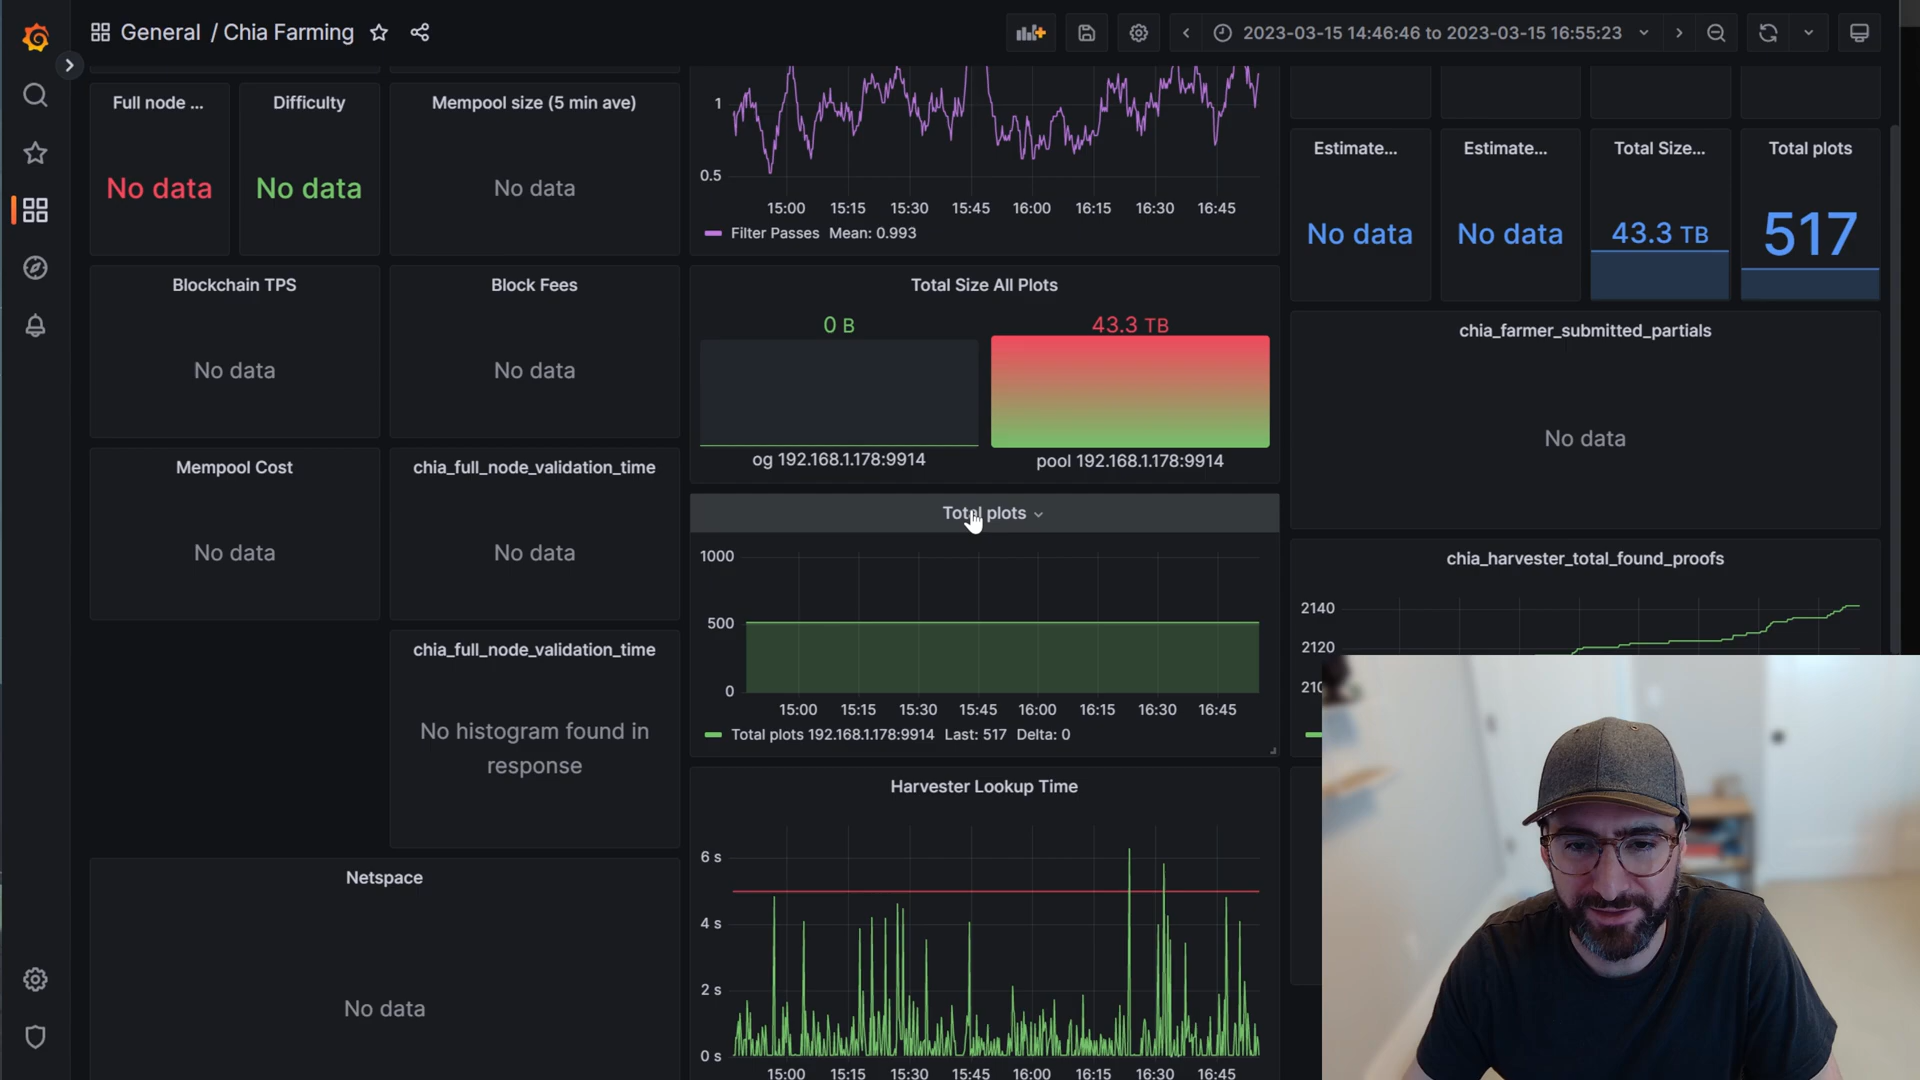 General / Chia Farming
2023-03-15 14:46:46 to 2023-03-15 16:55:23
Full node ...
No data
Difficulty
No data
Mempool size (5 min ave)
No data
Blockchain TPS
No data
Block Fees
No data
Mempool Cost
No data
chia_full_node_validation_time
No data
chia_full_node_validation_time
No histogram found in
response
Netspace
No data
1
0.5
15:00 15:15 15:30 15:45 16:00 16:15 16:30 16:45
Filter Passes Mean: 0.993
Total Size All Plots
0 B
43.3 TB
og 192.168.1.178:9914
pool 192.168.1.178:9914
Total plots
1000
500
0
15:00 15:15 15:30 15:45 16:00 16:15 16:30 16:45
Total plots 192.168.1.178:9914 Last: 517 Delta: 0
Harvester Lookup Time
6 s
4 s
2 s
0 s
15:00 15:15 15:30 15:45 16:00 16:15 16:30 16:45
Estimate...
No data
Estimate...
No data
Total Size...
43.3 TB
Total plots
517
chia_farmer_submitted_partials
No data
chia_harvester_total_found_proofs
2140
2120